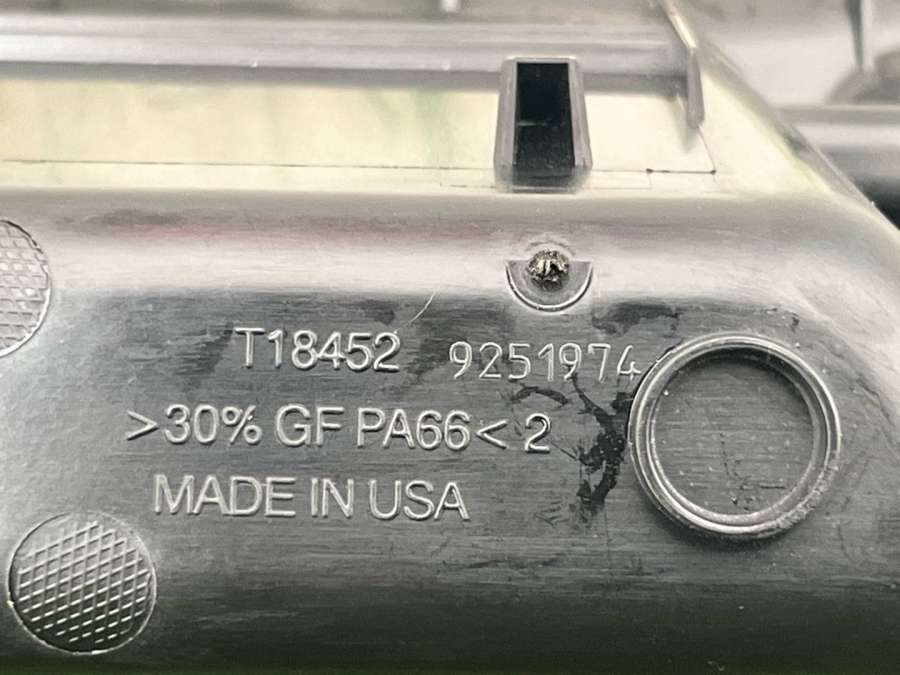 T18452 9251974
>30% GF PA66< 2
MADE IN USA